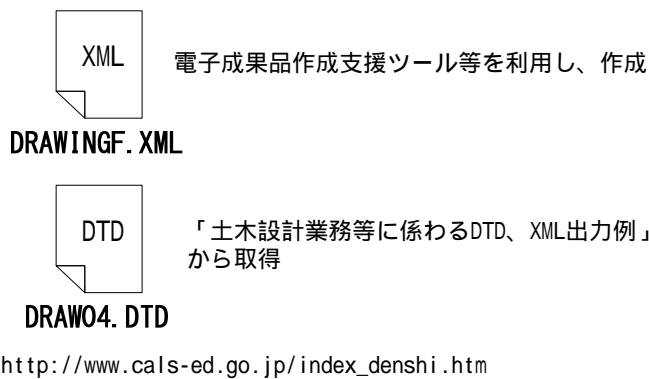 XML
電子成果品作成支援ツール等を利用し、作成
DRAWINGF.XML
DTD
「土木設計業務等に係わるDTD、XML出力例」
から取得
DRAW04.DTD
http://www.cals-ed.go.jp/index_denshi.htm